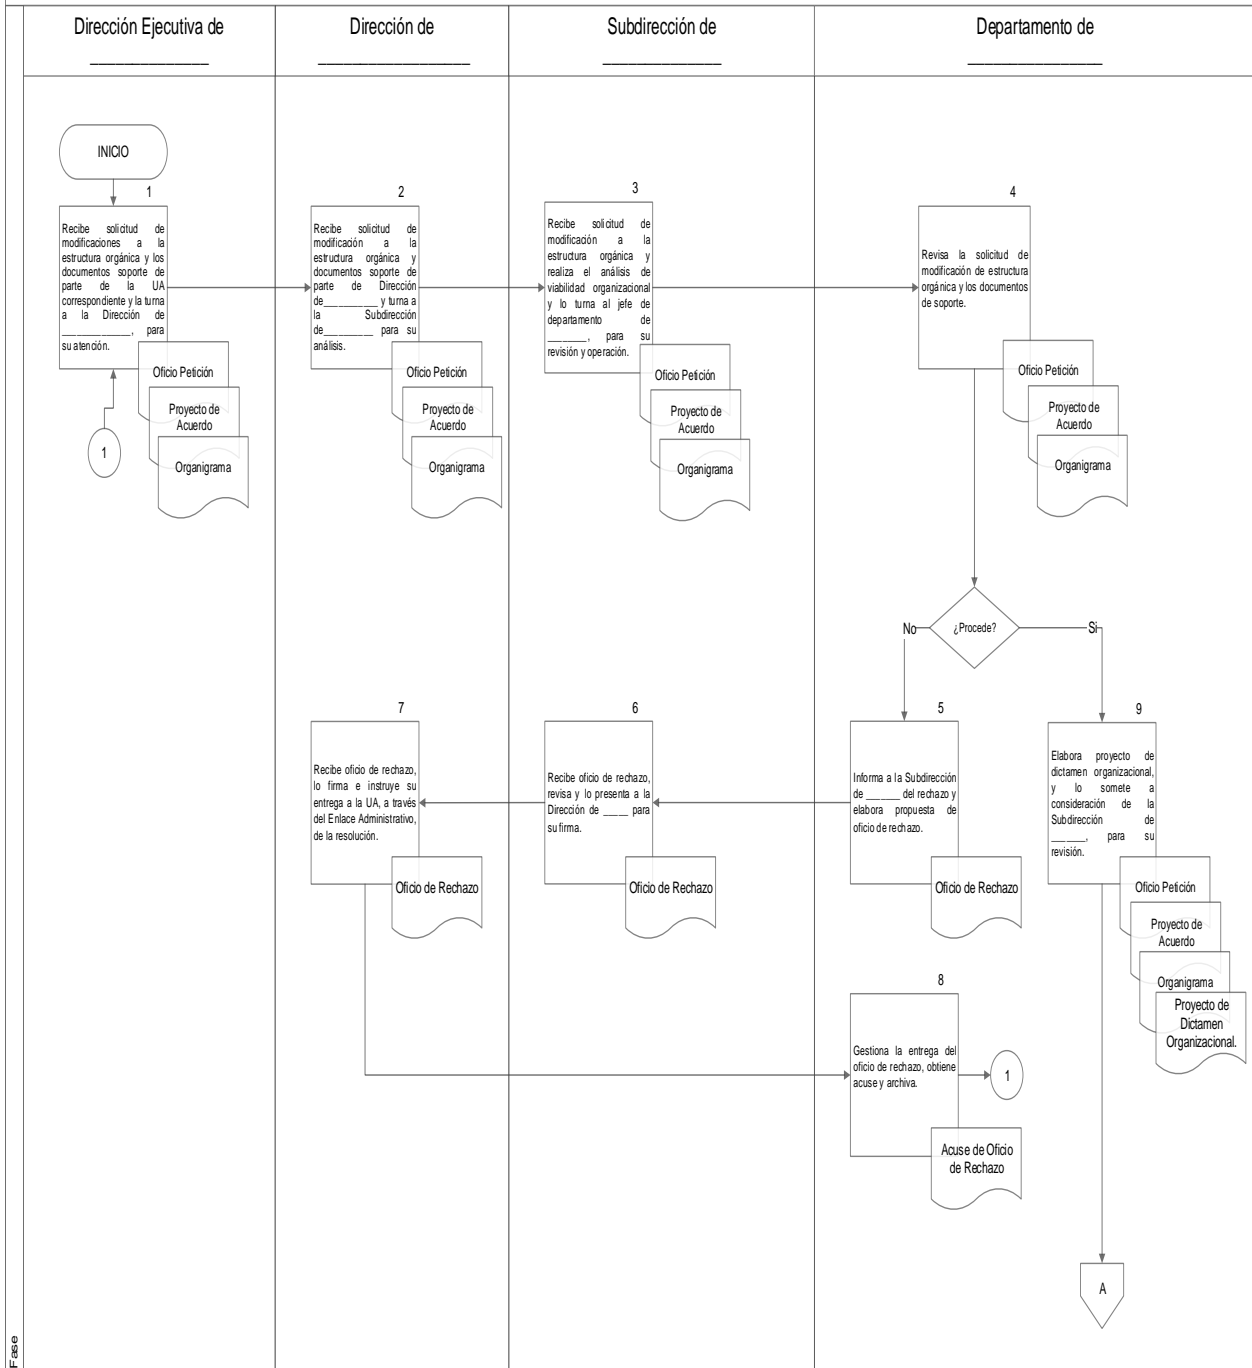 Dirección Ejecutiva de
______________
Dirección de
__________________
Subdirección de
______________
Departamento de
________________
INICIO
1
Recibe solicitud de
modificaciones a la
estructura orgánica y los
documentos soporte de
parte de la UA
correspondiente y la turna
a la Dirección de
______________, para
su atención.
Oficio Petición
Proyecto de
Acuerdo
Organigrama
1
2
Recibe solicitud de
modificación a la
estructura orgánica y
documentos soporte de
parte de Dirección
de___________ y turna a
la Subdirección
de__________ para su
análisis.
Oficio Petición
Proyecto de
Acuerdo
Organigrama
3
Recibe solicitud de
modificación a la
estructura orgánica y
realiza el análisis de
viabilidad organizacional
y lo turna al jefe de
departamento de
________, para su
revisión y operación.
Oficio Petición
Proyecto de
Acuerdo
Organigrama
4
Revisa la solicitud de
modificación de estructura
orgánica y los documentos
de soporte.
Oficio Petición
Proyecto de
Acuerdo
Organigrama
No
¿Procede?
Si
7
Recibe oficio de rechazo,
lo firma e instruye su
entrega a la UA, a través
del Enlace Administrativo,
de la resolución.
Oficio de Rechazo
6
Recibe oficio de rechazo,
revisa y lo presenta a la
Dirección de _____ para
su firma.
Oficio de Rechazo
5
Informa a la Subdirección
de _______ del rechazo y
elabora propuesta de
oficio de rechazo.
Oficio de Rechazo
9
Elabora proyecto de
dictamen organizacional,
y lo somete a
consideración de la
Subdirección de
_______, para su
revisión.
Oficio Petición
Proyecto de
Acuerdo
Organigrama
Proyecto de
Dictamen
Organizacional.
8
Gestiona la entrega del
oficio de rechazo, obtiene
acuse y archiva.
1
Acuse de Oficio
de Rechazo
A
Fase